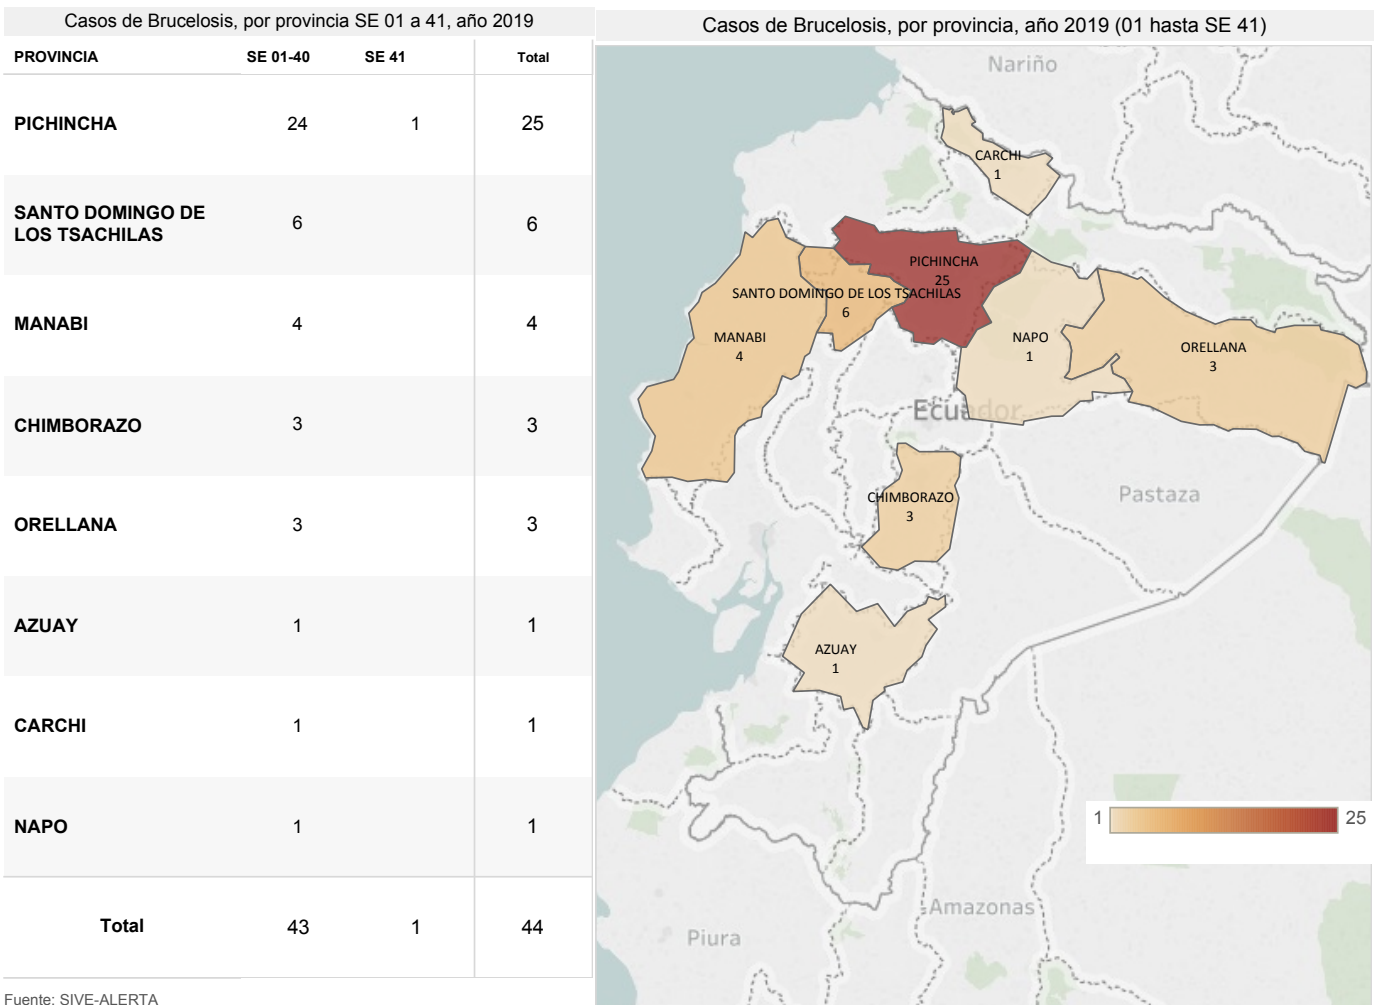 Casos de Brucelosis, por provincia SE 01 a 41, año 2019
PROVINCIA SE 01-40 SE 41 Total
PICHINCHA 24 1 25
SANTO DOMINGO DE
LOS TSACHILAS 6 6
MANABI 4 4
CHIMBORAZO 3 3
ORELLANA 3 3
AZUAY 1 1
CARCHI 1 1
NAPO 1 1
Total 43 1 44
Fuente: SIVE-ALERTA
Casos de Brucelosis, por provincia, año 2019 (01 hasta SE 41)
Nariño
CARCHI
1
PICHINCHA
25
SANTO DOMINGO DE LOS TSACHILAS
6
MANABI
4
NAPO
1
ORELLANA
3
Ecuador
CHIMBORAZO
3
Pastaza
AZUAY
1
1 25
Amazonas
Piura